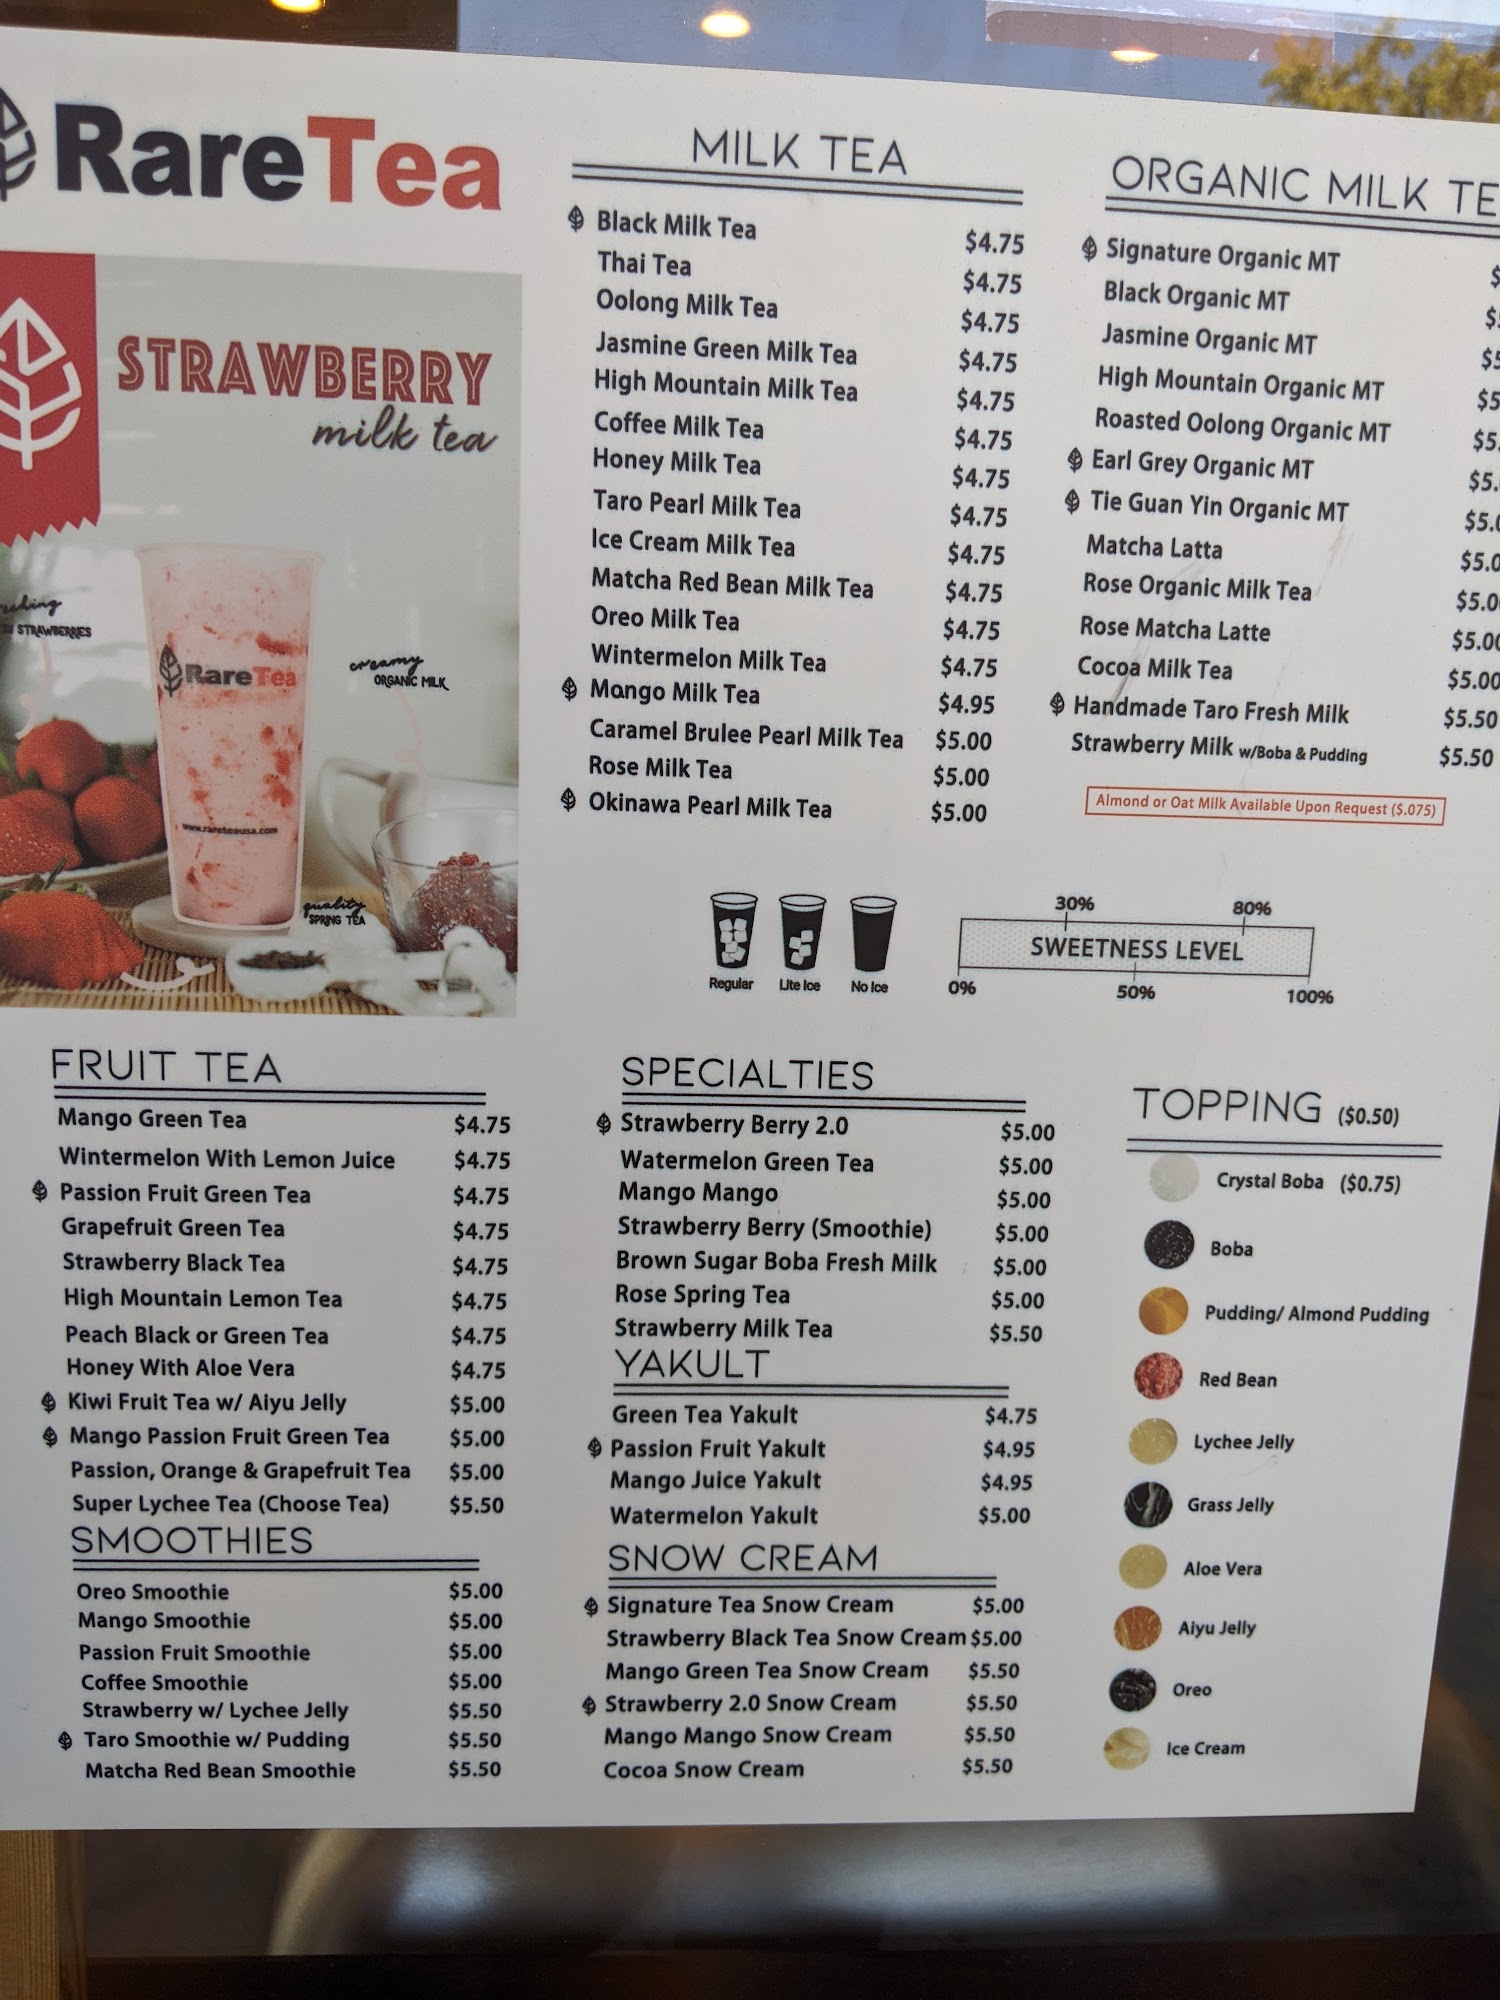 RareTea
STRAWBERRY
milk tea
STRAWBERRIES
RareTea
creamy
ORGANIC MILK
www.rareteausa.com
quality
SPRING TEA
MILK TEA
Black Milk Tea $4.75
Thai Tea $4.75
Oolong Milk Tea $4.75
Jasmine Green Milk Tea $4.75
High Mountain Milk Tea $4.75
Coffee Milk Tea $4.75
Honey Milk Tea $4.75
Taro Pearl Milk Tea $4.75
Ice Cream Milk Tea $4.75
Matcha Red Bean Milk Tea $4.75
Oreo Milk Tea $4.75
Wintermelon Milk Tea $4.75
Mango Milk Tea $4.95
Caramel Brulee Pearl Milk Tea $5.00
Rose Milk Tea $5.00
Okinawa Pearl Milk Tea $5.00
ORGANIC MILK TE
Signature Organic MT $
Black Organic MT $
Jasmine Organic MT $5
High Mountain Organic MT $5
Roasted Oolong Organic MT $5.
Earl Grey Organic MT $5.
Tie Guan Yin Organic MT $5.0
Matcha Latta $5.0
Rose Organic Milk Tea $5.0
Rose Matcha Latte $5.00
Cocoa Milk Tea $5.00
Handmade Taro Fresh Milk $5.50
Strawberry Milk w/Boba & Pudding $5.50
Almond or Oat Milk Available Upon Request ($.075)
Regular Lite Ice No Ice
30% 80%
SWEETNESS LEVEL
0% 50% 100%
FRUIT TEA
Mango Green Tea $4.75
Wintermelon With Lemon Juice $4.75
Passion Fruit Green Tea $4.75
Grapefruit Green Tea $4.75
Strawberry Black Tea $4.75
High Mountain Lemon Tea $4.75
Peach Black or Green Tea $4.75
Honey With Aloe Vera $4.75
Kiwi Fruit Tea w/ Aiyu Jelly $5.00
Mango Passion Fruit Green Tea $5.00
Passion, Orange & Grapefruit Tea $5.00
Super Lychee Tea (Choose Tea) $5.50
SMOOTHIES
Oreo Smoothie $5.00
Mango Smoothie $5.00
Passion Fruit Smoothie $5.00
Coffee Smoothie $5.00
Strawberry w/ Lychee Jelly $5.50
Taro Smoothie w/ Pudding $5.50
Matcha Red Bean Smoothie $5.50
SPECIALTIES
Strawberry Berry 2.0 $5.00
Watermelon Green Tea $5.00
Mango Mango $5.00
Strawberry Berry (Smoothie) $5.00
Brown Sugar Boba Fresh Milk $5.00
Rose Spring Tea $5.00
Strawberry Milk Tea $5.50
YAKULT
Green Tea Yakult $4.75
Passion Fruit Yakult $4.95
Mango Juice Yakult $4.95
Watermelon Yakult $5.00
SNOW CREAM
Signature Tea Snow Cream $5.00
Strawberry Black Tea Snow Cream $5.00
Mango Green Tea Snow Cream $5.50
Strawberry 2.0 Snow Cream $5.50
Mango Mango Snow Cream $5.50
Cocoa Snow Cream $5.50
TOPPING ($0.50)
Crystal Boba ($0.75)
Boba
Pudding/ Almond Pudding
Red Bean
Lychee Jelly
Grass Jelly
Aloe Vera
Aiyu Jelly
Oreo
Ice Cream